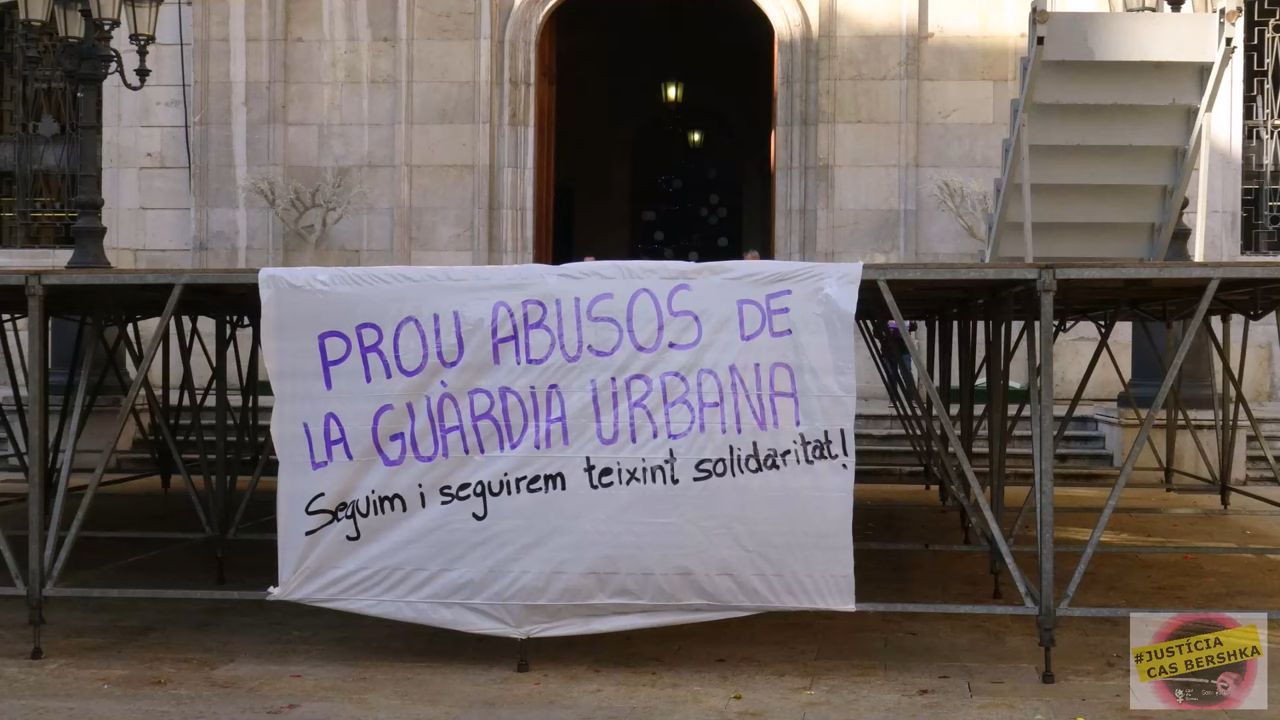 PROU ABUSOS DE
LA GUÀRDIA URBANA
Seguim i seguirem teixint solidaritat!
#JUSTÍCIA
CAS BERSHKA